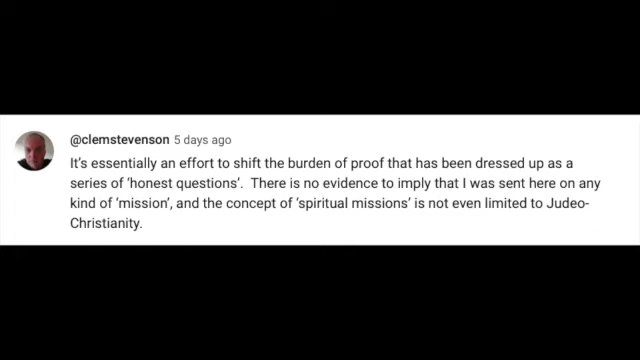 @clemstevenson 5 days ago
It's essentially an effort to shift the burden of proof that has been dressed up as a
series of 'honest questions'.  There is no evidence to imply that I was sent here on any
kind of 'mission', and the concept of 'spiritual missions' is not even limited to Judeo-
Christianity.